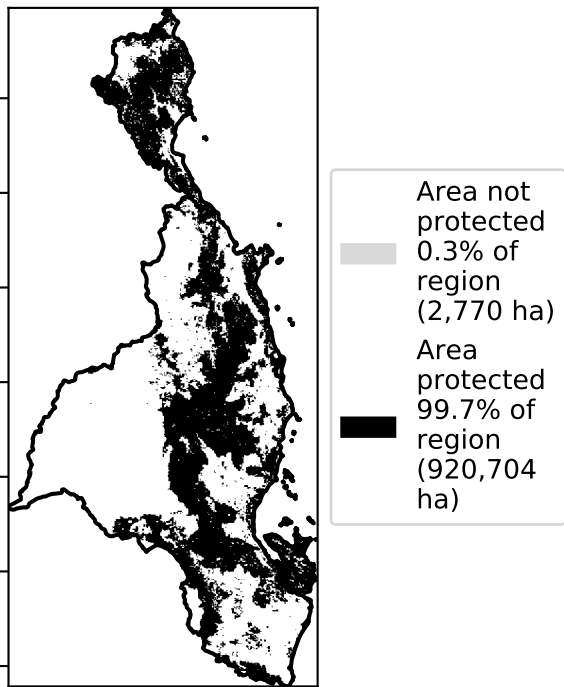 Area not
protected
0.3% of
region
(2,770 ha)
Area
protected
99.7% of
region
(920,704
ha)